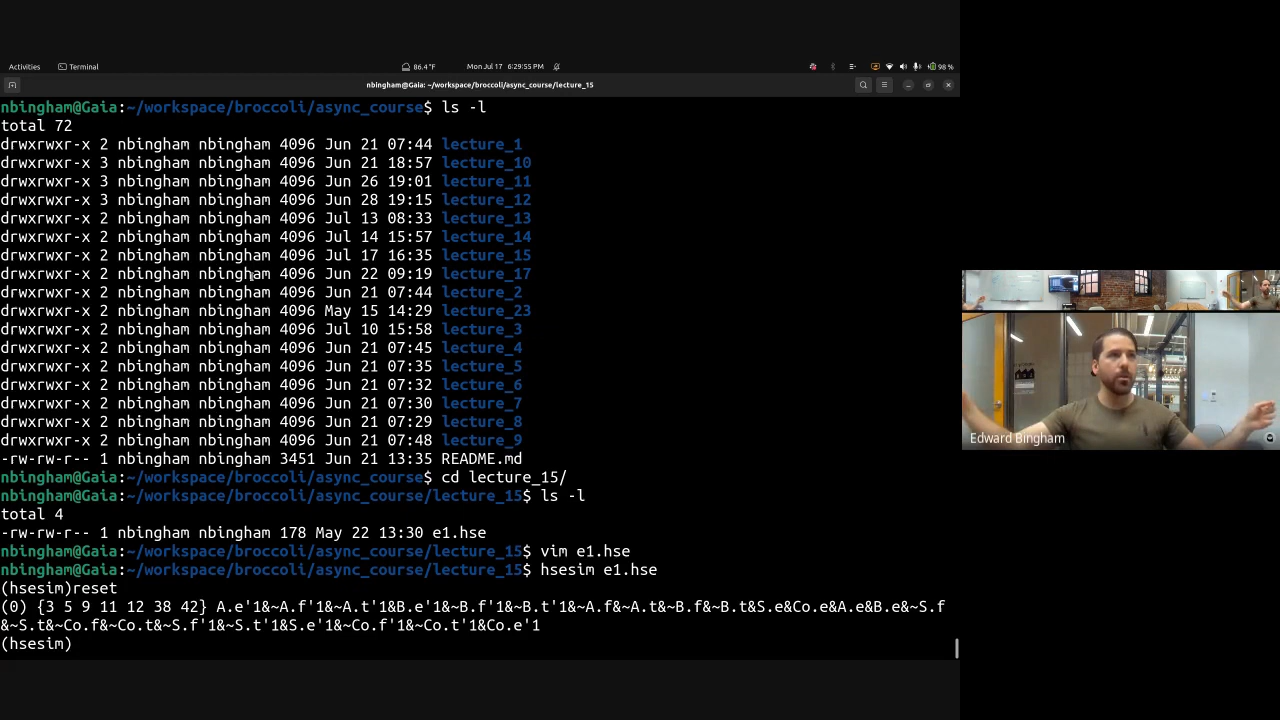 Activities
Terminal
86.4°F
Mon Jul 17 6:29:55 PM
98 %
nbingham@Gaia: ~/workspace/broccoli/async_course/lecture_15
nbingham@Gaia:~/workspace/broccoli/async_course$ ls -l
total 72
drwxrwxr-x 2 nbingham nbingham 4096 Jun 21 07:44 lecture_1
drwxrwxr-x 3 nbingham nbingham 4096 Jun 21 18:57 lecture_10
drwxrwxr-x 3 nbingham nbingham 4096 Jun 26 19:01 lecture_11
drwxrwxr-x 3 nbingham nbingham 4096 Jun 28 19:15 lecture_12
drwxrwxr-x 2 nbingham nbingham 4096 Jul 13 08:33 lecture_13
drwxrwxr-x 2 nbingham nbingham 4096 Jul 14 15:57 lecture_14
drwxrwxr-x 2 nbingham nbingham 4096 Jul 17 16:35 lecture_15
drwxrwxr-x 2 nbingham nbingham 4096 Jun 22 09:19 lecture_17
drwxrwxr-x 2 nbingham nbingham 4096 Jun 21 07:44 lecture_2
drwxrwxr-x 2 nbingham nbingham 4096 May 15 14:29 lecture_23
drwxrwxr-x 2 nbingham nbingham 4096 Jul 10 15:58 lecture_3
drwxrwxr-x 2 nbingham nbingham 4096 Jun 21 07:45 lecture_4
drwxrwxr-x 2 nbingham nbingham 4096 Jun 21 07:35 lecture_5
drwxrwxr-x 2 nbingham nbingham 4096 Jun 21 07:32 lecture_6
drwxrwxr-x 2 nbingham nbingham 4096 Jun 21 07:30 lecture_7
drwxrwxr-x 2 nbingham nbingham 4096 Jun 21 07:29 lecture_8
drwxrwxr-x 2 nbingham nbingham 4096 Jun 21 07:48 lecture_9
-rw-rw-r-- 1 nbingham nbingham 3451 Jun 21 13:35 README.md
nbingham@Gaia:~/workspace/broccoli/async_course$ cd lecture_15/
nbingham@Gaia:~/workspace/broccoli/async_course/lecture_15$ ls -l
total 4
-rw-rw-r-- 1 nbingham nbingham 178 May 22 13:30 e1.hse
nbingham@Gaia:~/workspace/broccoli/async_course/lecture_15$ vim e1.hse
nbingham@Gaia:~/workspace/broccoli/async_course/lecture_15$ hsesim e1.hse
(hsesim)reset
(0) {3 5 9 11 12 38 42} A.e'1&~A.f'1&~A.t'1&B.e'1&~B.f'1&~B.t'1&~A.f&~A.t&~B.f&~B.t&S.e&Co.e&A.e&B.e&~S.f
&~S.t&~Co.f&~Co.t&~S.f'1&~S.t'1&S.e'1&~Co.f'1&~Co.t'1&Co.e'1
(hsesim)
Edward Bingham